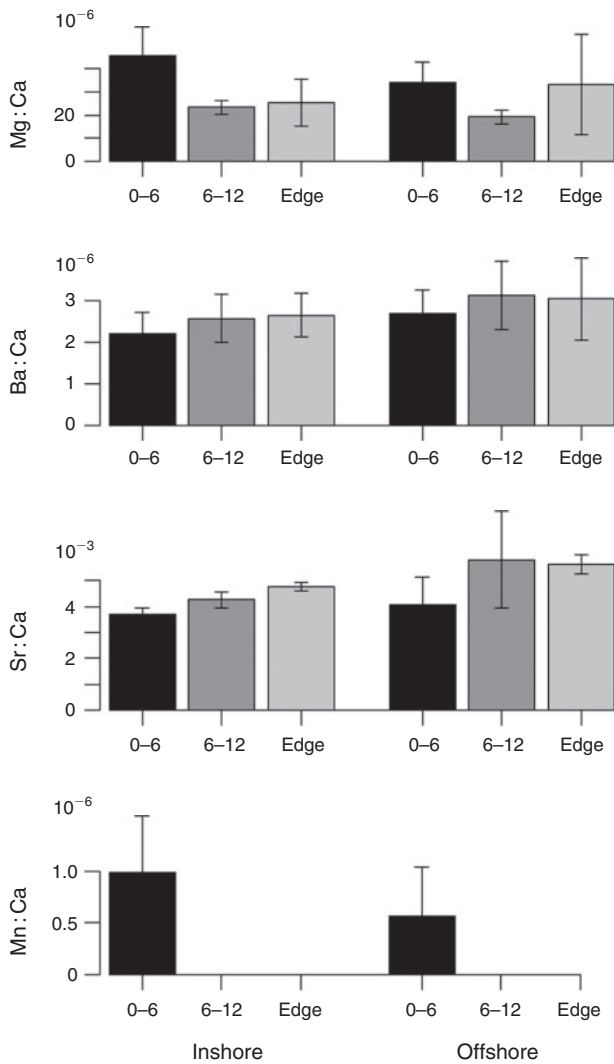 10⁻⁶
Mg:Ca
20
0
0–6 6–12 Edge 0–6 6–12 Edge
10⁻⁶
Ba:Ca
3
2
1
0
0–6 6–12 Edge 0–6 6–12 Edge
10⁻³
Sr:Ca
4
2
0
0–6 6–12 Edge 0–6 6–12 Edge
10⁻⁶
Mn:Ca
1.0
0.5
0
0–6 6–12 Edge 0–6 6–12 Edge
Inshore Offshore